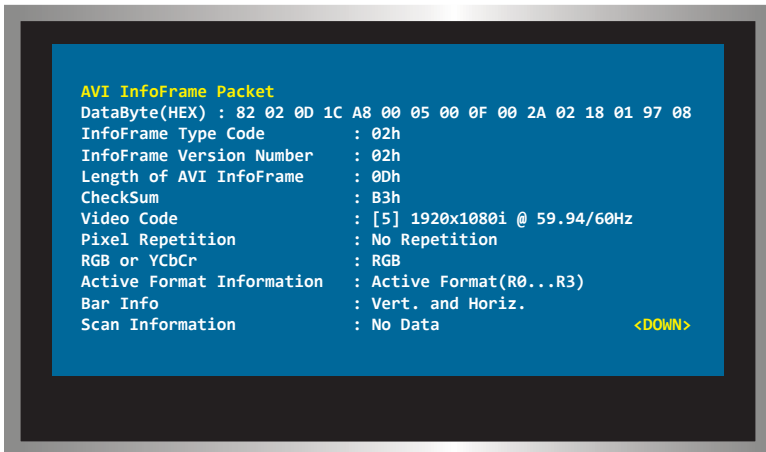 AVI InfoFrame Packet
DataByte(HEX) : 82 02 0D 1C A8 00 05 00 0F 00 2A 02 18 01 97 08
InfoFrame Type Code : 02h
InfoFrame Version Number : 02h
Length of AVI InfoFrame : 0Dh
CheckSum : B3h
Video Code : [5] 1920x1080i @ 59.94/60Hz
Pixel Repetition : No Repetition
RGB or YCbCr : RGB
Active Format Information : Active Format(R0...R3)
Bar Info : Vert. and Horiz.
Scan Information : No Data <DOWN>